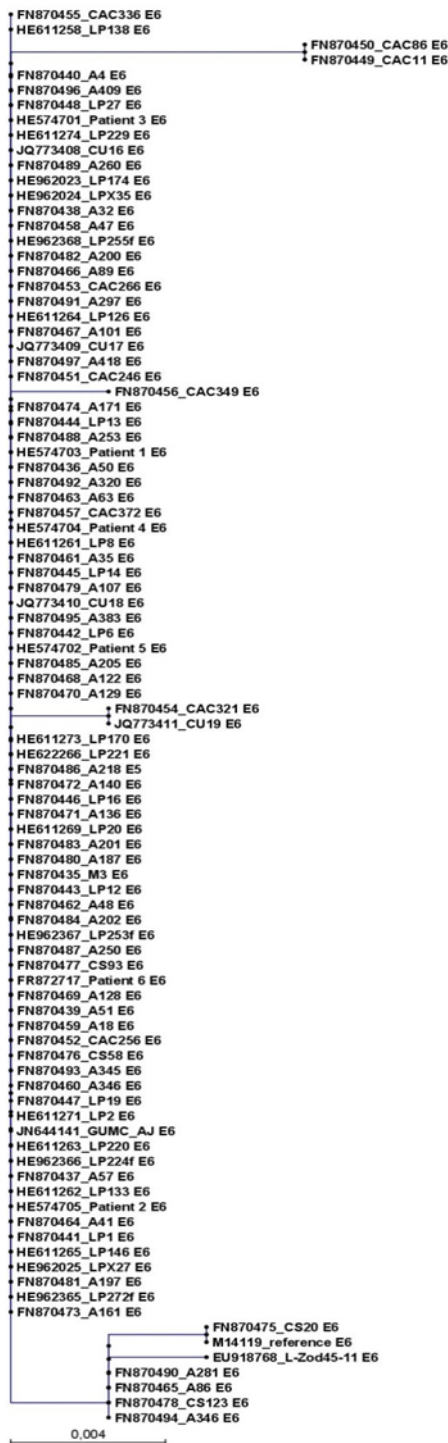 FN870455_CAC336 E6
HE611258_LP138 E6
FN870450_CAC86 E6
FN870449_CAC11 E6
FN870440_A4 E6
FN870496_A409 E6
FN870448_LP27 E6
HE574701_Patient 3 E6
HE611274_LP229 E6
JQ773408_CU16 E6
FN870489_A260 E6
HE962023_LP174 E6
HE962024_LPX35 E6
FN870438_A32 E6
FN870458_A47 E6
HE962368_LP255f E6
FN870482_A200 E6
FN870466_A89 E6
FN870453_CAC266 E6
FN870491_A297 E6
HE611264_LP126 E6
FN870467_A101 E6
JQ773409_CU17 E6
FN870497_A418 E6
FN870451_CAC246 E6
FN870456_CAC349 E6
FN870474_A171 E6
FN870444_LP13 E6
FN870488_A253 E6
HE574703_Patient 1 E6
FN870436_A50 E6
FN870492_A320 E6
FN870463_A63 E6
FN870457_CAC372 E6
HE574704_Patient 4 E6
HE611261_LP8 E6
FN870461_A35 E6
FN870445_LP14 E6
FN870479_A107 E6
JQ773410_CU18 E6
FN870495_A383 E6
FN870442_LP6 E6
HE574702_Patient 5 E6
FN870485_A205 E6
FN870468_A122 E6
FN870470_A129 E6
FN870454_CAC321 E6
JQ773411_CU19 E6
HE611273_LP170 E6
HE622266_LP221 E6
FN870486_A218 E5
FN870472_A140 E6
FN870446_LP16 E6
FN870471_A136 E6
HE611269_LP20 E6
FN870483_A201 E6
FN870480_A187 E6
FN870435_M3 E6
FN870443_LP12 E6
FN870462_A48 E6
FN870484_A202 E6
HE962367_LP253f E6
FN870487_A250 E6
FN870477_CS93 E6
FR872717_Patient 6 E6
FN870469_A128 E6
FN870439_A51 E6
FN870459_A18 E6
FN870452_CAC256 E6
FN870476_CS58 E6
FN870493_A345 E6
FN870460_A346 E6
FN870447_LP19 E6
HE611271_LP2 E6
JN644141_GUMC_AJ E6
HE611263_LP220 E6
HE962366_LP224f E6
FN870437_A57 E6
HE611262_LP133 E6
HE574705_Patient 2 E6
FN870464_A41 E6
FN870441_LP1 E6
HE611265_LP146 E6
HE962025_LPX27 E6
FN870481_A197 E6
HE962365_LP272f E6
FN870473_A161 E6
FN870475_CS20 E6
M14119_reference E6
EU918768_L-Zod45-11 E6
FN870490_A281 E6
FN870465_A86 E6
FN870478_CS123 E6
FN870494_A346 E6
0,004